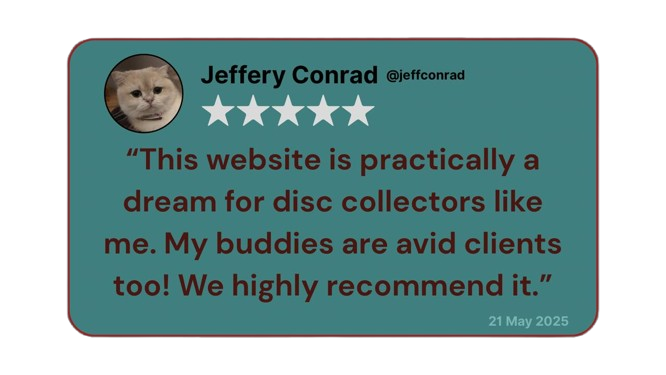 Jeffery Conrad @jeffconrad
“This website is practically a
dream for disc collectors like
me. My buddies are avid clients
too! We highly recommend it.”
21 May 2025